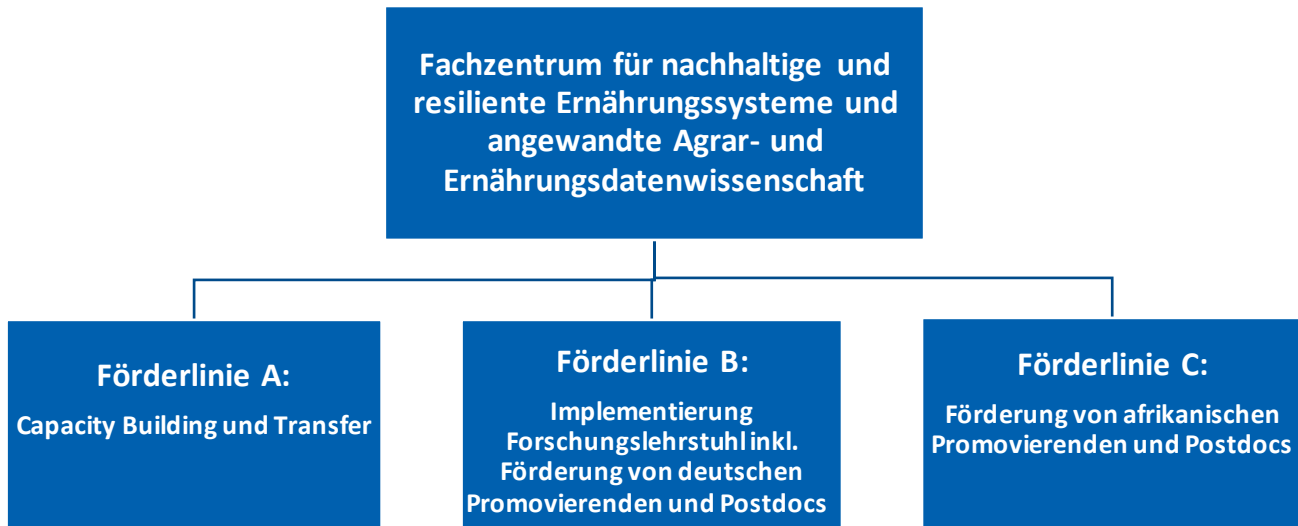 Fachzentrum für nachhaltige und
resiliente Ernährungssysteme und
angewandte Agrar- und
Ernährungsdatenwissenschaft
Förderlinie A:
Capacity Building und Transfer
Förderlinie B:
Implementierung
Forschungslehrstuhl inkl.
Förderung von deutschen
Promovierenden und Postdocs
Förderlinie C:
Förderung von afrikanischen
Promovierenden und Postdocs